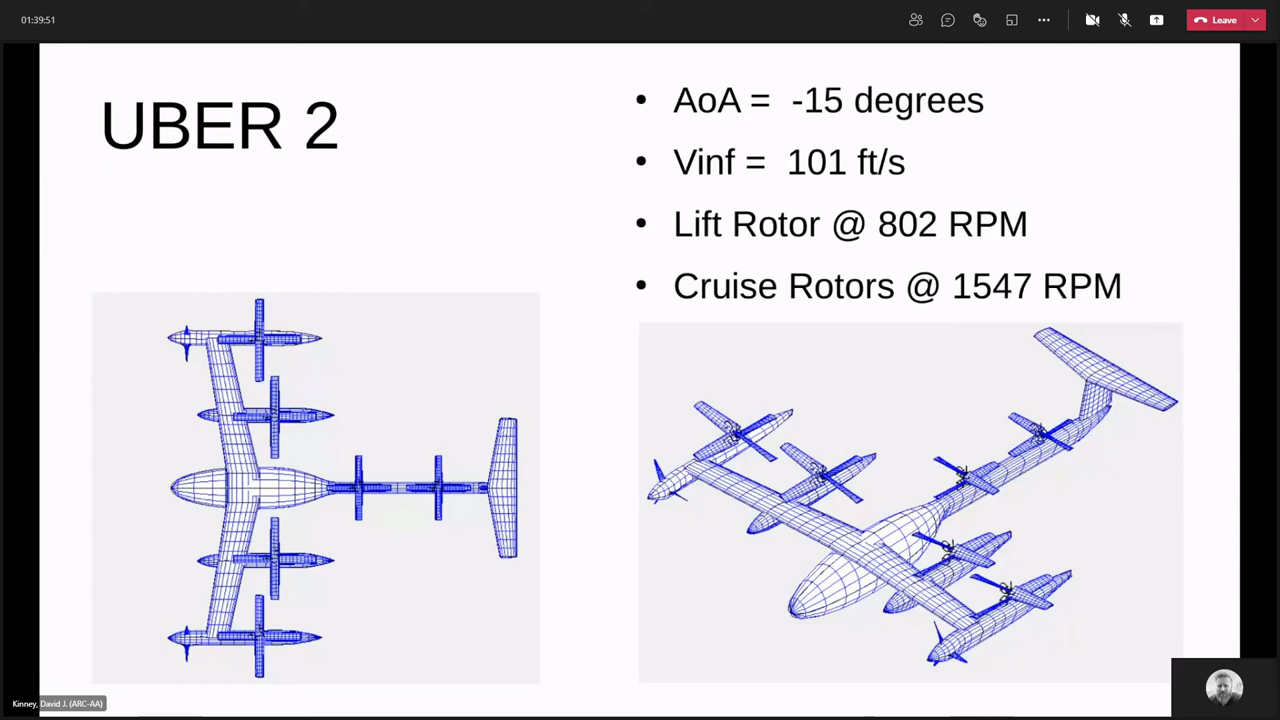 01:39:51
Leave
UBER 2
• AoA = -15 degrees
• Vinf = 101 ft/s
• Lift Rotor @ 802 RPM
• Cruise Rotors @ 1547 RPM
Kinney, David J. (ARC-AA)